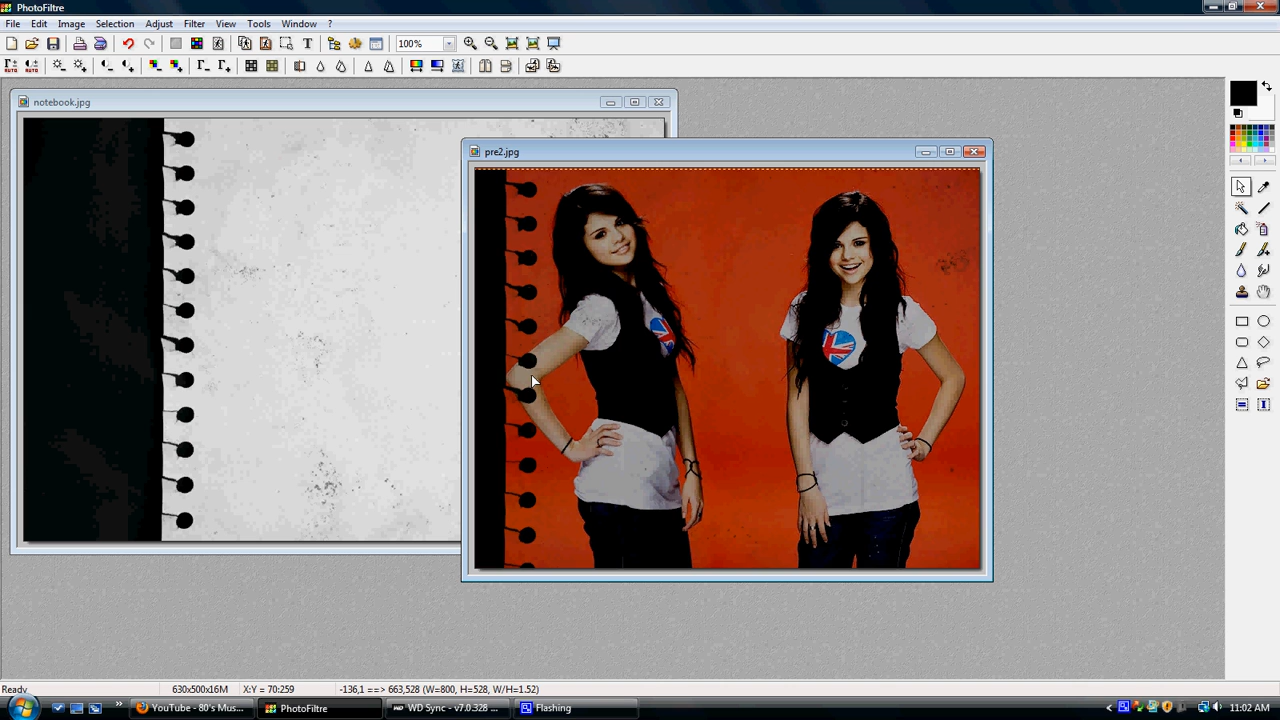 PhotoFiltre
File Edit Image Selection Adjust Filter View Tools Window ?
100%
AUTO AUTO
notebook.jpg
pre2.jpg
Ready 630x500x16M X:Y = 70:259 -136,1 ==> 663,528 (W=800, H=528, W/H=1.52)
YouTube - 80's Mus... PhotoFiltre WD Sync - v7.0.328 ... Flashing 11:02 AM